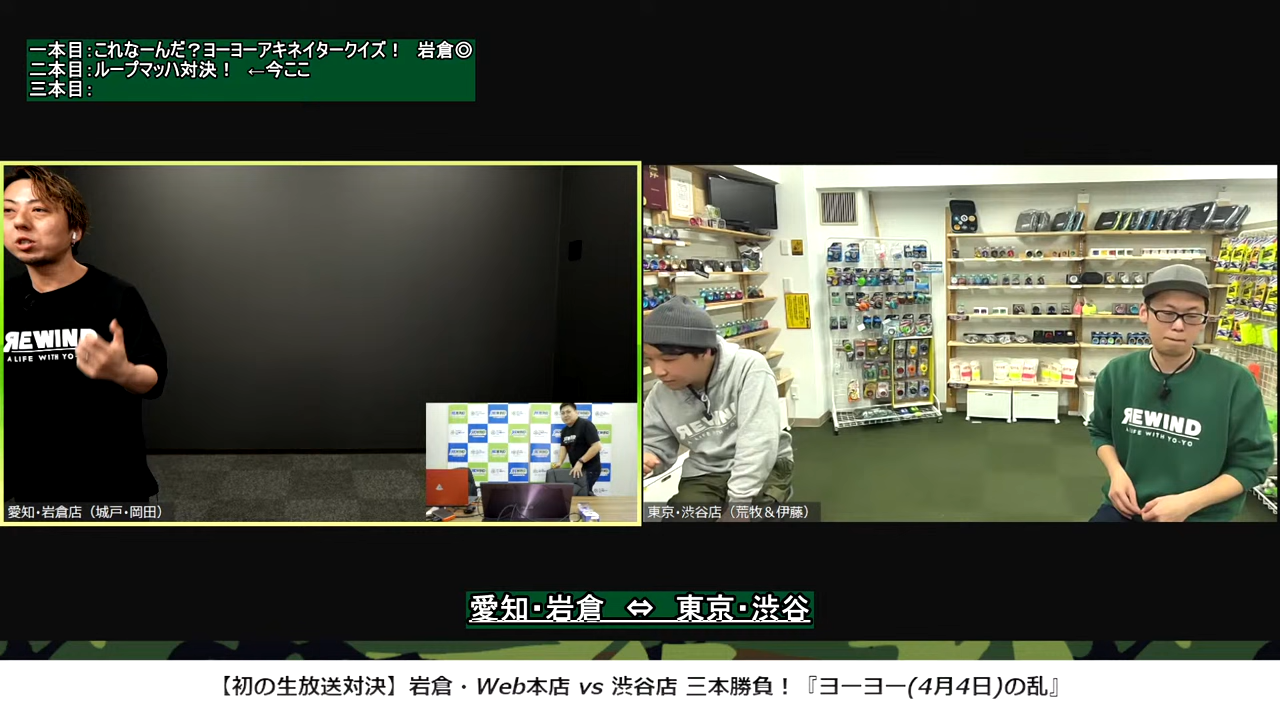 一本目：これなーんだ？ヨーヨーアキネイタークイズ！　岩倉◎
二本目：ループマッハ対決！　←今ここ
三本目：
REWIND
A LIFE WITH YO-YO
愛知・岩倉店（城戸・岡田）
REWIND
REWIND
A LIFE WITH YO-YO
東京・渋谷店（荒牧＆伊藤）
愛知・岩倉　⇔　東京・渋谷
【初の生放送対決】岩倉・Web本店 vs 渋谷店 三本勝負！『ヨーヨー(4月4日)の乱』